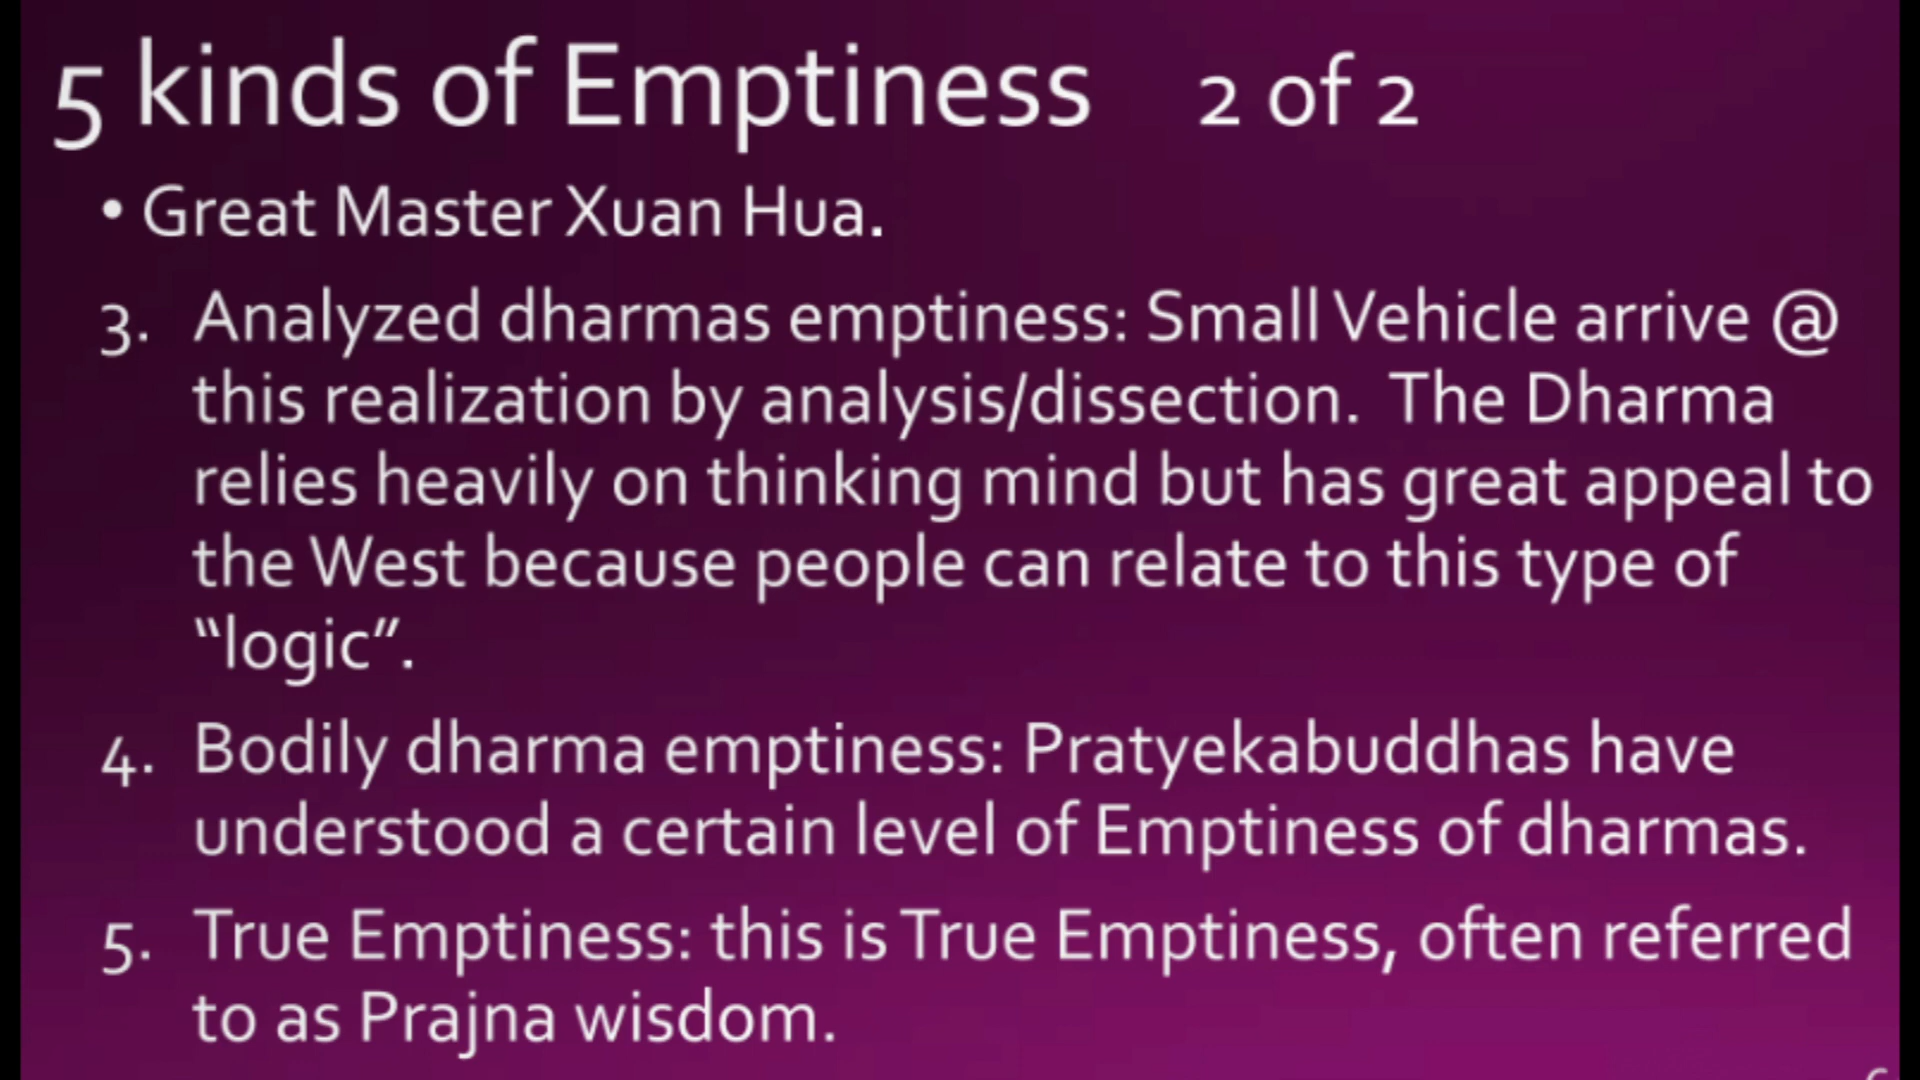 5 kinds of Emptiness 2 of 2
• Great Master Xuan Hua.
3. Analyzed dharmas emptiness: Small Vehicle arrive @
this realization by analysis/dissection. The Dharma
relies heavily on thinking mind but has great appeal to
the West because people can relate to this type of
“logic”.
4. Bodily dharma emptiness: Pratyekabuddhas have
understood a certain level of Emptiness of dharmas.
5. True Emptiness: this is True Emptiness, often referred
to as Prajna wisdom.